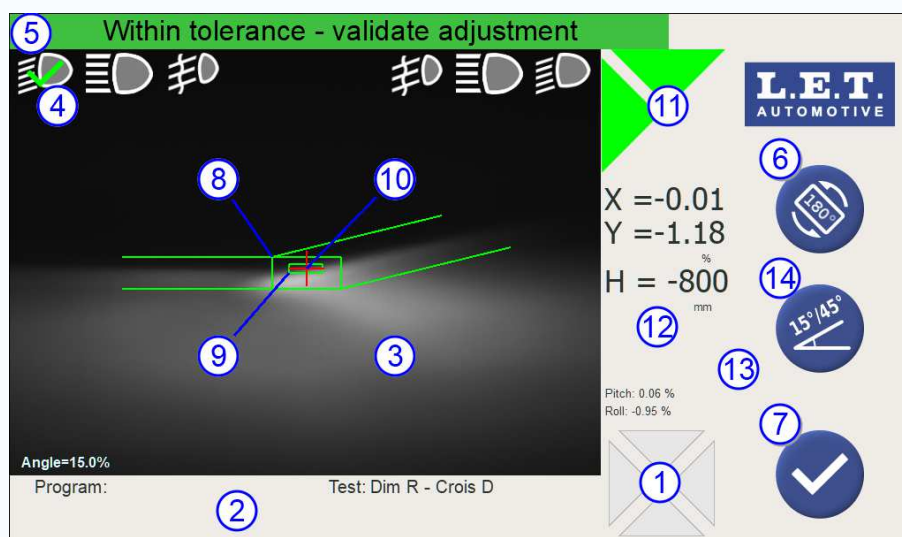 Within tolerance - validate adjustment
5
4
8
10
9
3
Angle=15.0%
Program:
Test: Dim R - Crois D
2
11
X =-0.01
Y =-1.18
%
H = -800
mm
12
13
Pitch: 0.06 %
Roll: -0.95 %
1
L.E.T.
AUTOMOTIVE
6
180°
14
15°/45°
7